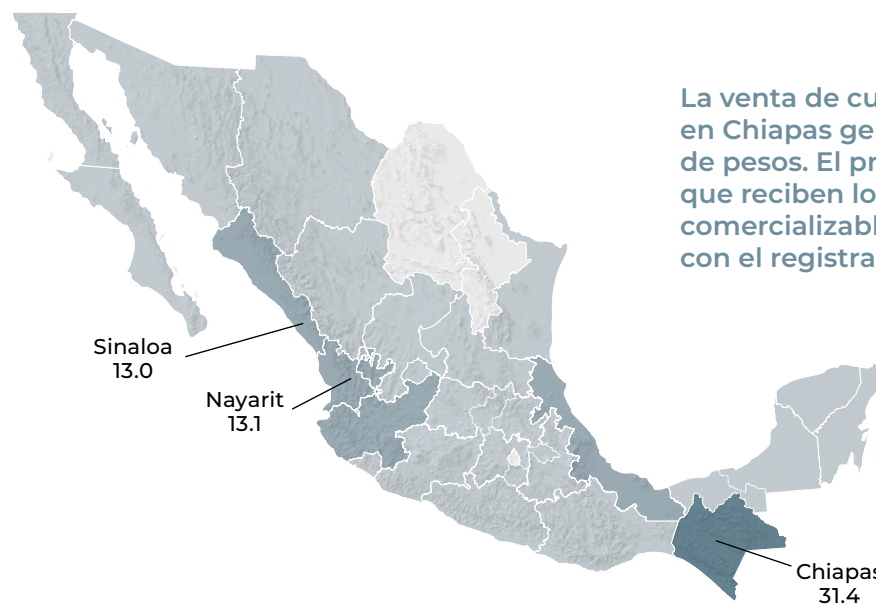 La venta de cu
en Chiapas ge
de pesos. El pr
que reciben lo
comercializabl
con el registra
Sinaloa
13.0
Nayarit
13.1
Chiapas
31.4